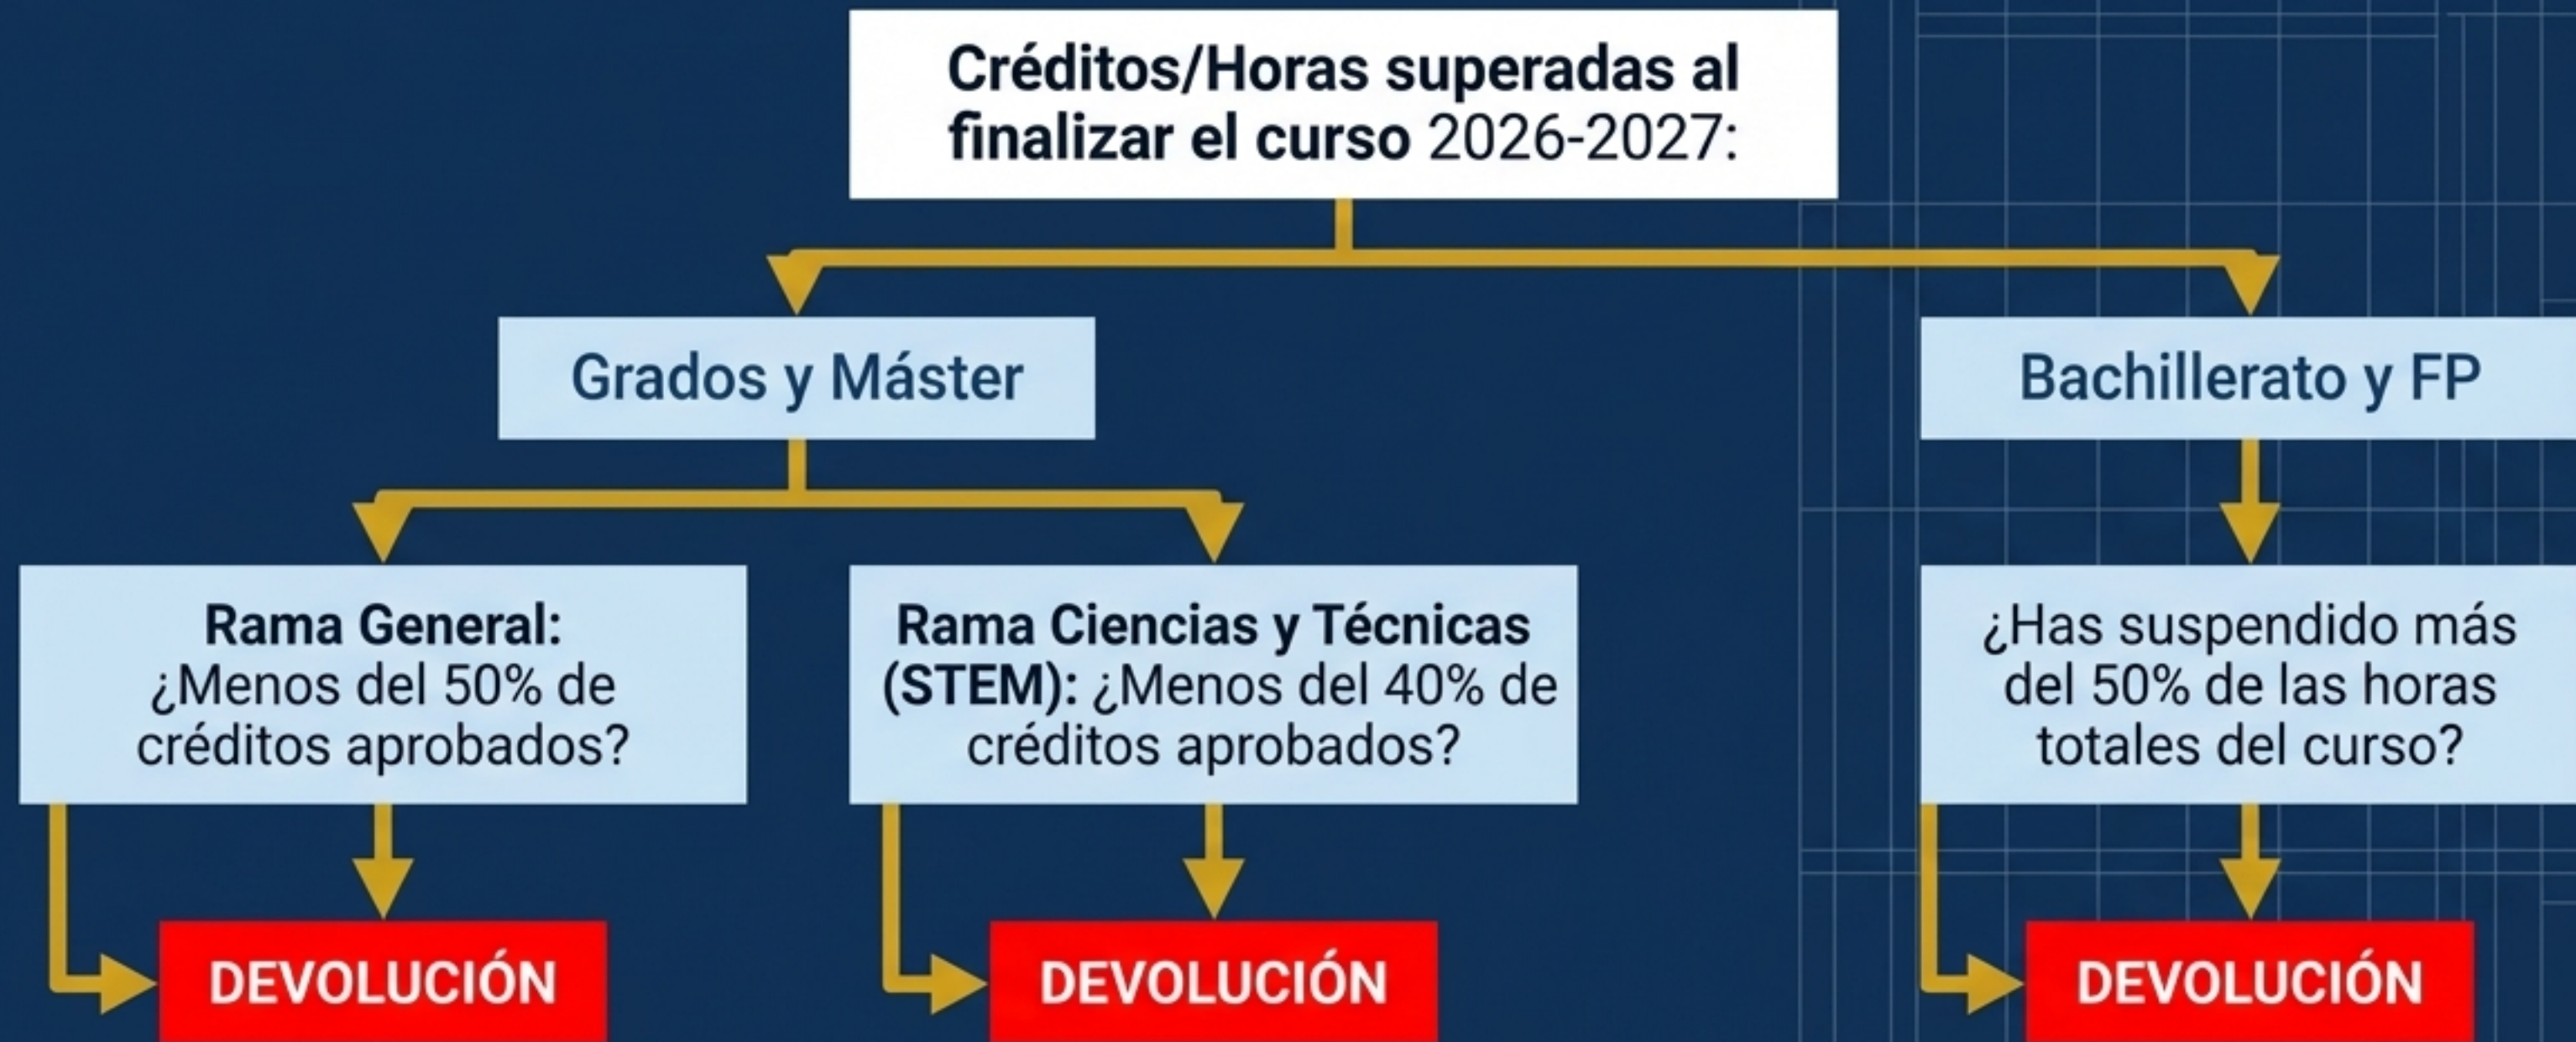 Créditos/Horas superadas al
finalizar el curso 2026-2027:
Grados y Máster
Bachillerato y FP
Rama General:
¿Menos del 50% de
créditos aprobados?
Rama Ciencias y Técnicas
(STEM): ¿Menos del 40% de
créditos aprobados?
¿Has suspendido más
del 50% de las horas
totales del curso?
DEVOLUCIÓN
DEVOLUCIÓN
DEVOLUCIÓN